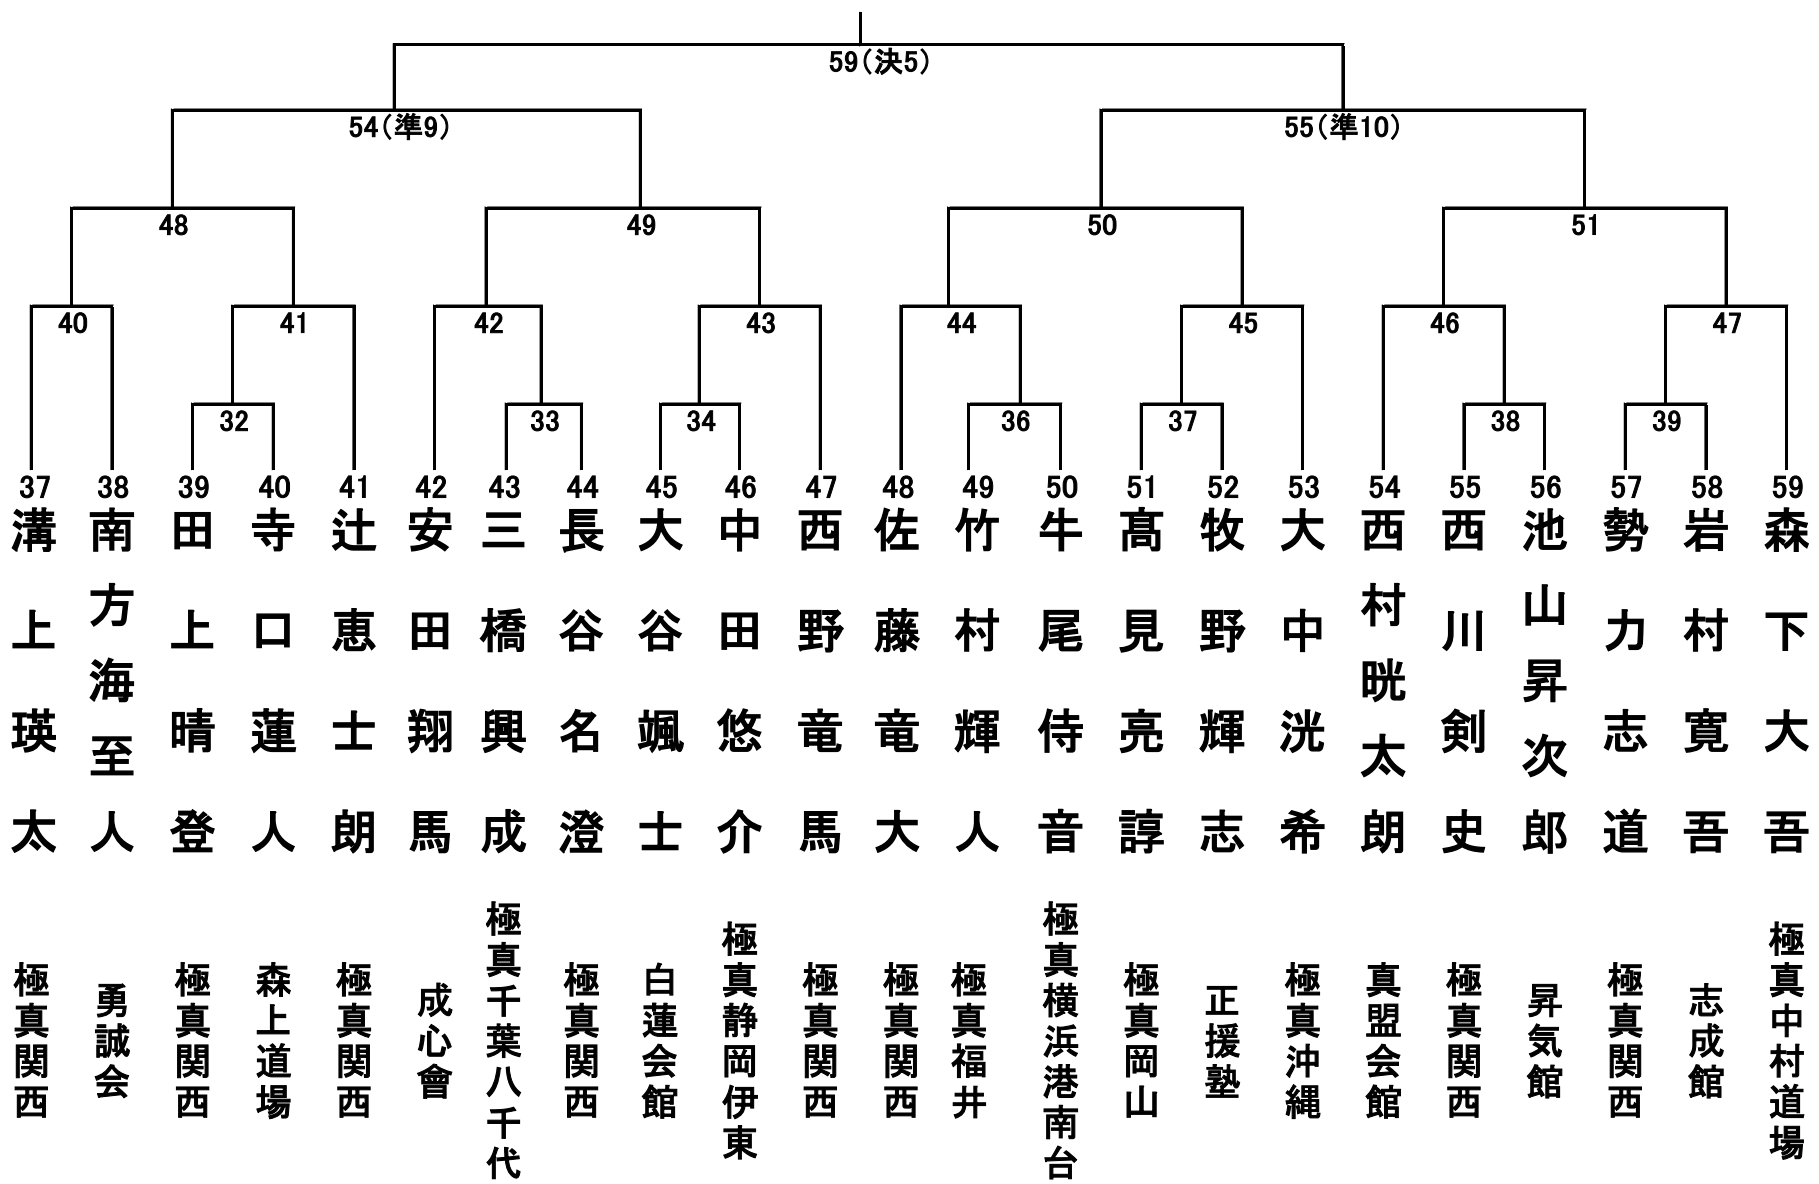 59（決5）
54（準9）
55（準10）
48
49
50
51
40
41
42
43
44
45
46
47
32
33
34
36
37
38
39
37
38
39
40
41
42
43
44
45
46
47
48
49
50
51
52
53
54
55
56
57
58
59
溝上瑛太
南方海至人
田上晴登
寺口蓮人
辻恵士朗
安田翔馬
三橋興成
長谷名澄
大谷颯士
中田悠介
西野竜馬
佐藤竜大
竹村輝人
牛尾侍音
髙見亮諄
牧野輝志
大中洸希
西村晄太朗
西川剣史
池山昇次郎
勢力志道
岩村寛吾
森下大吾
極真関西
勇誠会
極真関西
森上道場
極真関西
成心會
極真千葉八千代
極真関西
白蓮会館
極真静岡伊東
極真関西
極真関西
極真福井
極真横浜港南台
極真岡山
正援塾
極真沖縄
真盟会館
極真関西
昇気館
極真関西
志成館
極真中村道場